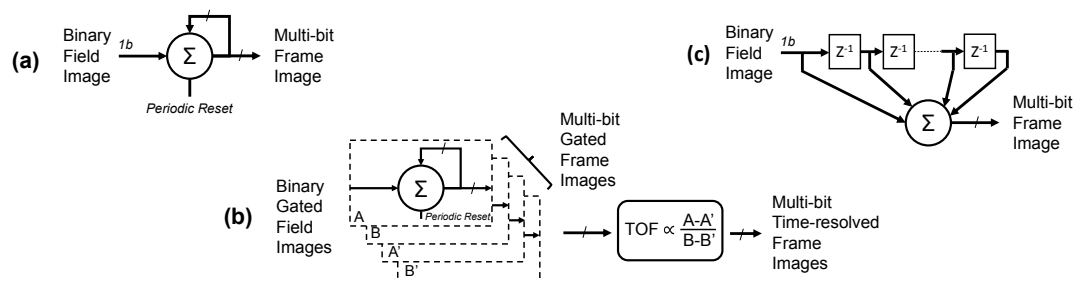 (a)
Binary
Field
Image
1b
Σ
Periodic Reset
Multi-bit
Frame
Image
(c)
Binary
Field
Image
1b
Z-1
Z-1
Z-1
Σ
Multi-bit
Frame
Image
(b)
Binary
Gated
Field
Images
Σ
Periodic Reset
A
B
A'
B'
Multi-bit
Gated
Frame
Images
TOF ∝ A-A' / B-B'
Multi-bit
Time-resolved
Frame
Images